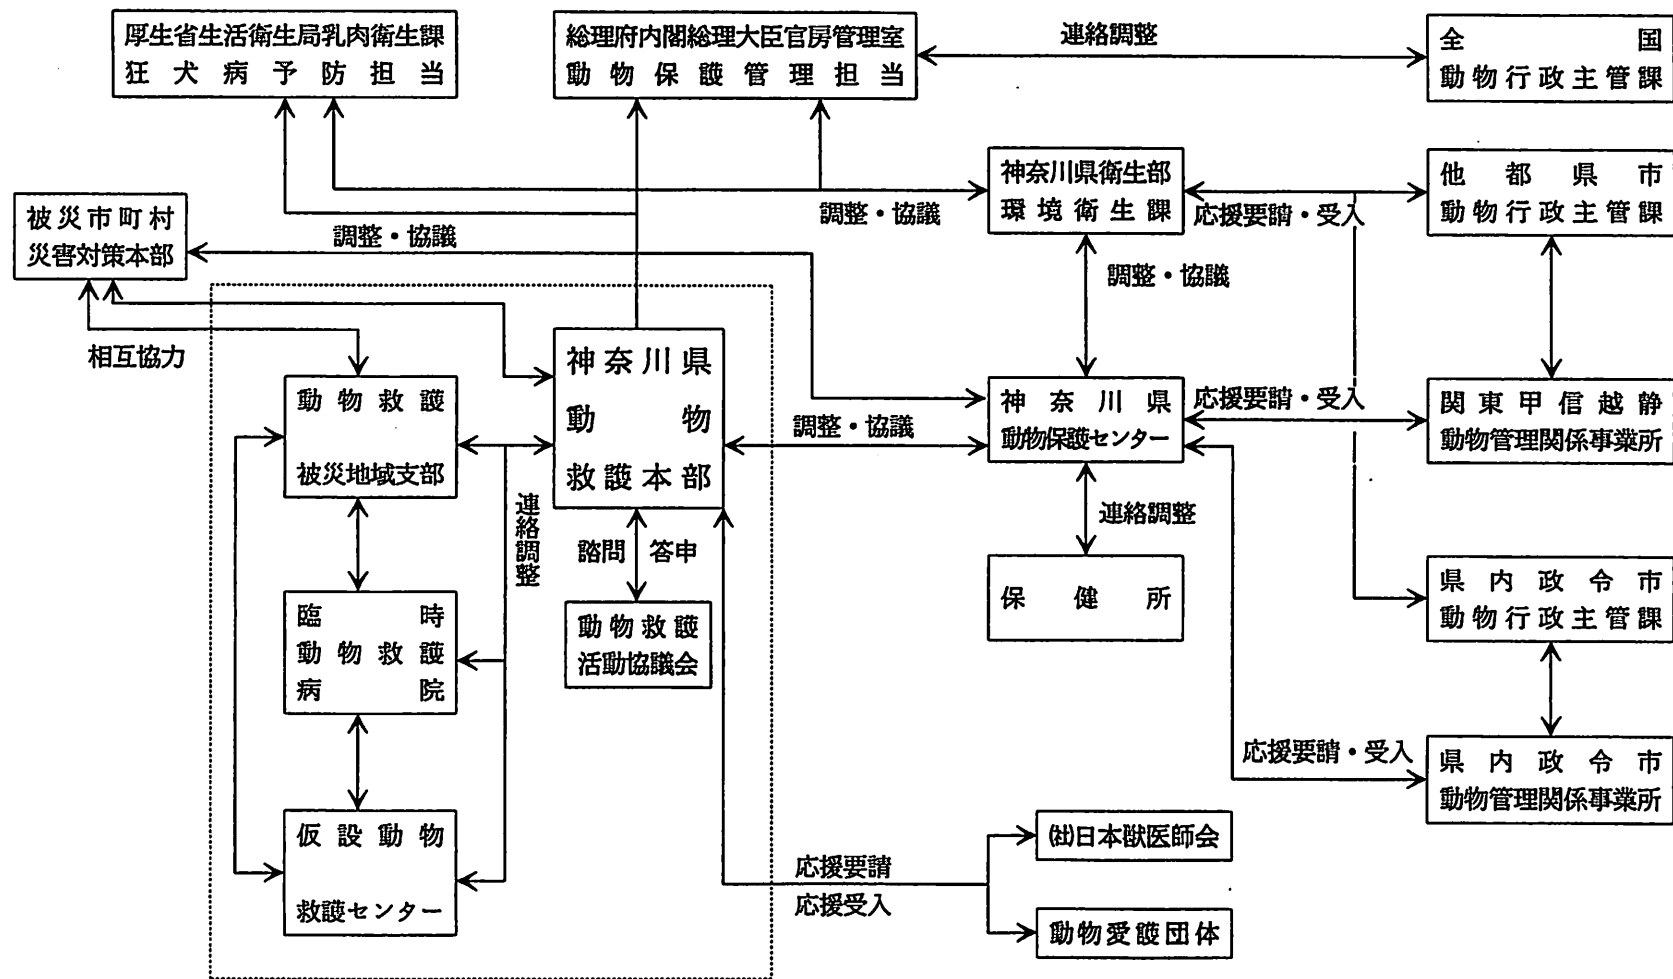 厚生省生活衛生局乳肉衛生課
狂犬病予防担当
総理府内閣総理大臣官房管理室
動物保護管理担当
連絡調整
全国
動物行政主管課
神奈川県衛生部
環境衛生課
調整・協議
応援要請・受入
他都県市
動物行政主管課
被災市町村
災害対策本部
調整・協議
調整・協議
相互協力
神奈川県
動物
救護本部
動物救護
被災地域支部
調整・協議
神奈川県
動物保護センター
応援要請・受入
関東甲信越静
動物管理関係事業所
連絡調整
諮問
答申
連絡調整
保健所
県内政令市
動物行政主管課
臨時
動物救護
病院
動物救護
活動協議会
応援要請・受入
県内政令市
動物管理関係事業所
仮設動物
救護センター
応援要請
応援受入
㈳日本獣医師会
動物愛護団体